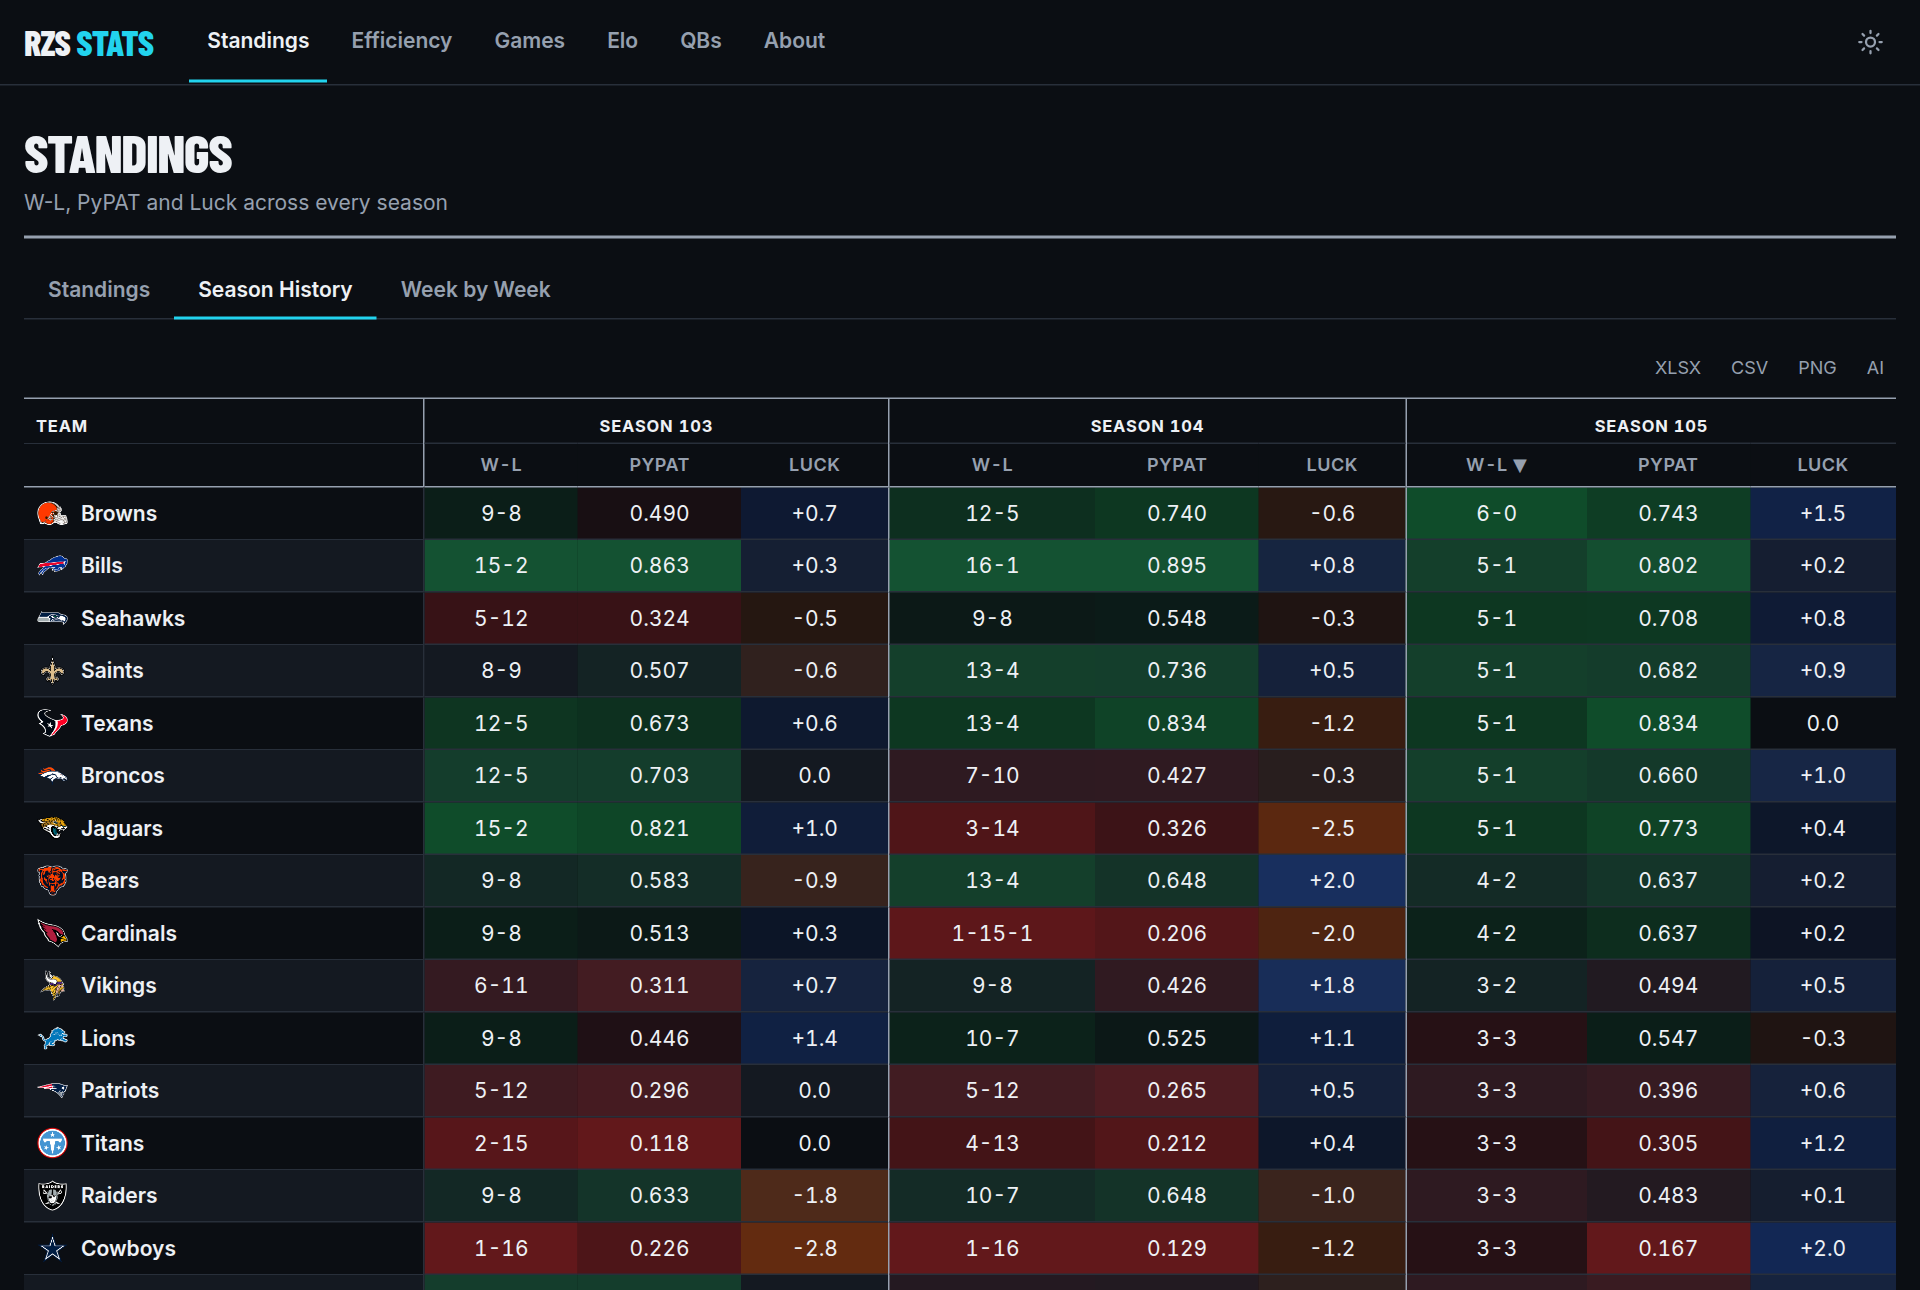 RZS STATS Standings Efficiency Games Elo QBs About
STANDINGS
W-L, PyPAT and Luck across every season
Standings Season History Week by Week
XLSX CSV PNG AI
TEAM SEASON 103 SEASON 104 SEASON 105
W-L PYPAT LUCK W-L PYPAT LUCK W-L ▼ PYPAT LUCK
Browns 9-8 0.490 +0.7 12-5 0.740 -0.6 6-0 0.743 +1.5
Bills 15-2 0.863 +0.3 16-1 0.895 +0.8 5-1 0.802 +0.2
Seahawks 5-12 0.324 -0.5 9-8 0.548 -0.3 5-1 0.708 +0.8
Saints 8-9 0.507 -0.6 13-4 0.736 +0.5 5-1 0.682 +0.9
Texans 12-5 0.673 +0.6 13-4 0.834 -1.2 5-1 0.834 0.0
Broncos 12-5 0.703 0.0 7-10 0.427 -0.3 5-1 0.660 +1.0
Jaguars 15-2 0.821 +1.0 3-14 0.326 -2.5 5-1 0.773 +0.4
Bears 9-8 0.583 -0.9 13-4 0.648 +2.0 4-2 0.637 +0.2
Cardinals 9-8 0.513 +0.3 1-15-1 0.206 -2.0 4-2 0.637 +0.2
Vikings 6-11 0.311 +0.7 9-8 0.426 +1.8 3-2 0.494 +0.5
Lions 9-8 0.446 +1.4 10-7 0.525 +1.1 3-3 0.547 -0.3
Patriots 5-12 0.296 0.0 5-12 0.265 +0.5 3-3 0.396 +0.6
Titans 2-15 0.118 0.0 4-13 0.212 +0.4 3-3 0.305 +1.2
Raiders 9-8 0.633 -1.8 10-7 0.648 -1.0 3-3 0.483 +0.1
Cowboys 1-16 0.226 -2.8 1-16 0.129 -1.2 3-3 0.167 +2.0